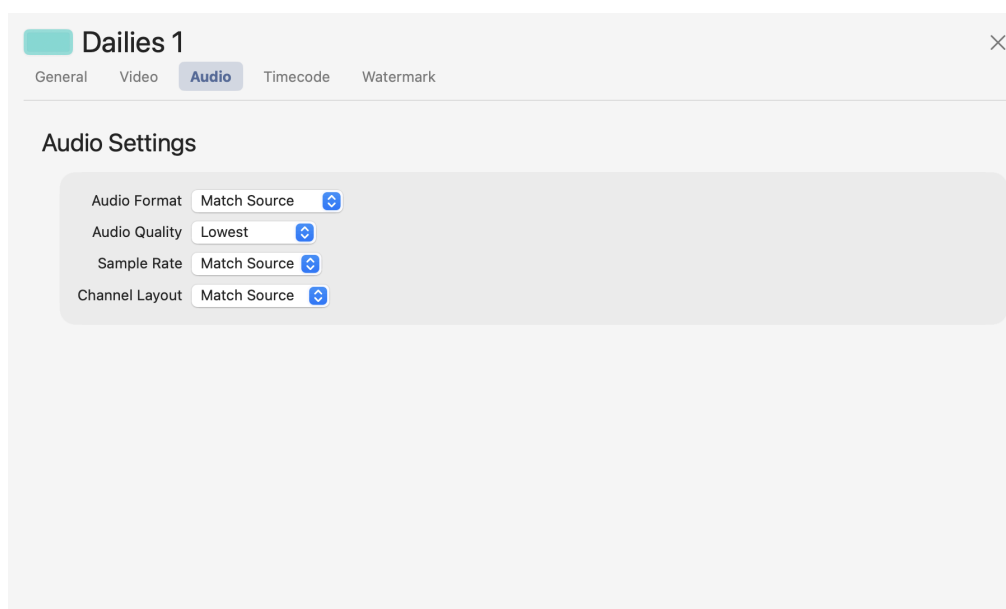 Dailies 1
General Video Audio Timecode Watermark
Audio Settings
Audio Format Match Source
Audio Quality Lowest
Sample Rate Match Source
Channel Layout Match Source